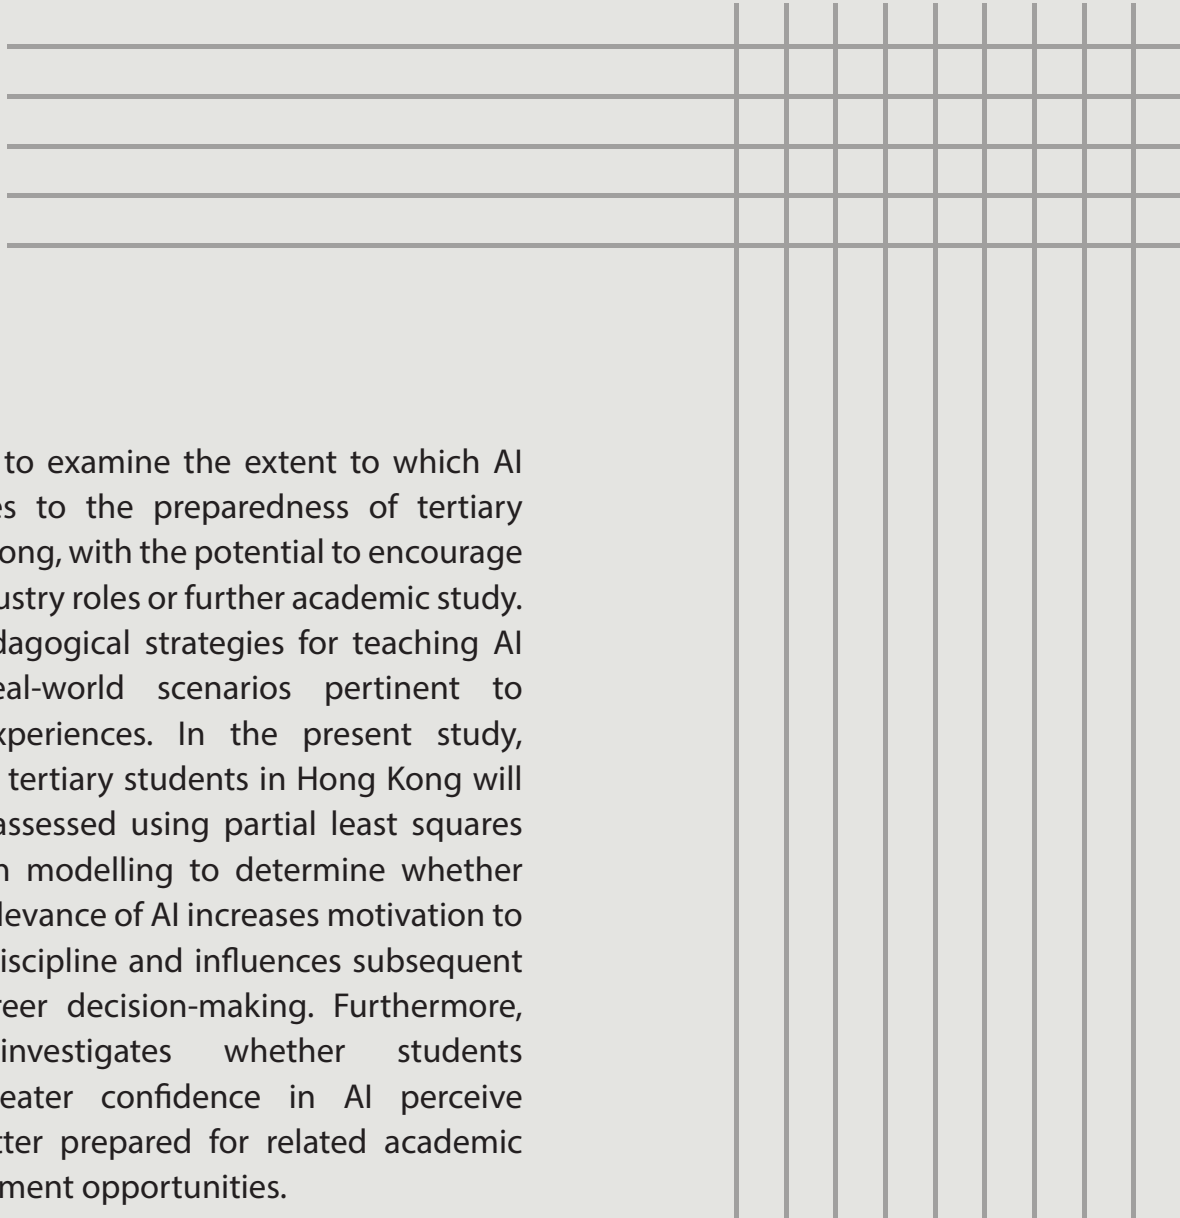 to examine the extent to which AI
es to the preparedness of tertiary
ong, with the potential to encourage
ustry roles or further academic study.
dagogical strategies for teaching AI
eal-world scenarios pertinent to
xperiences. In the present study,
tertiary students in Hong Kong will
assessed using partial least squares
n modelling to determine whether
levance of AI increases motivation to
iscipline and influences subsequent
reer decision-making. Furthermore,
investigates whether students
eater confidence in AI perceive
tter prepared for related academic
ment opportunities.